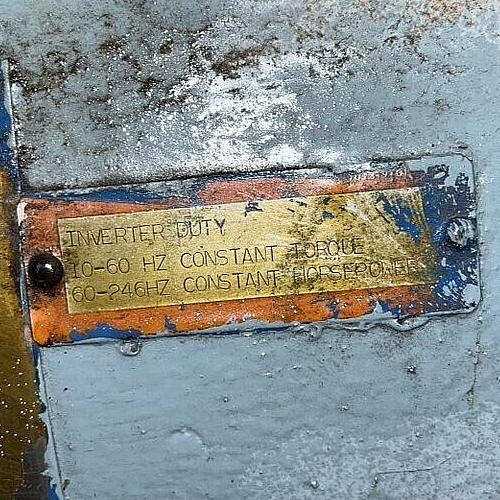 INVERTER DUTY
10-60 HZ CONSTANT TORQUE
60-246HZ CONSTANT HORSEPOWER